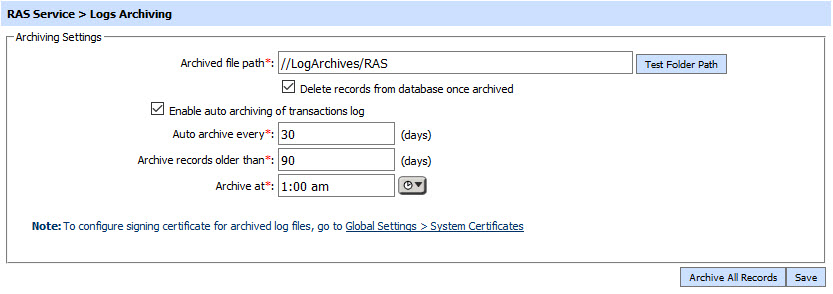 RAS Service > Logs Archiving
Archiving Settings
Archived file path*: //LogArchives/RAS Test Folder Path
Delete records from database once archived
Enable auto archiving of transactions log
Auto archive every*: 30 (days)
Archive records older than*: 90 (days)
Archive at*: 1:00 am
Note: To configure signing certificate for archived log files, go to Global Settings > System Certificates
Archive All Records Save